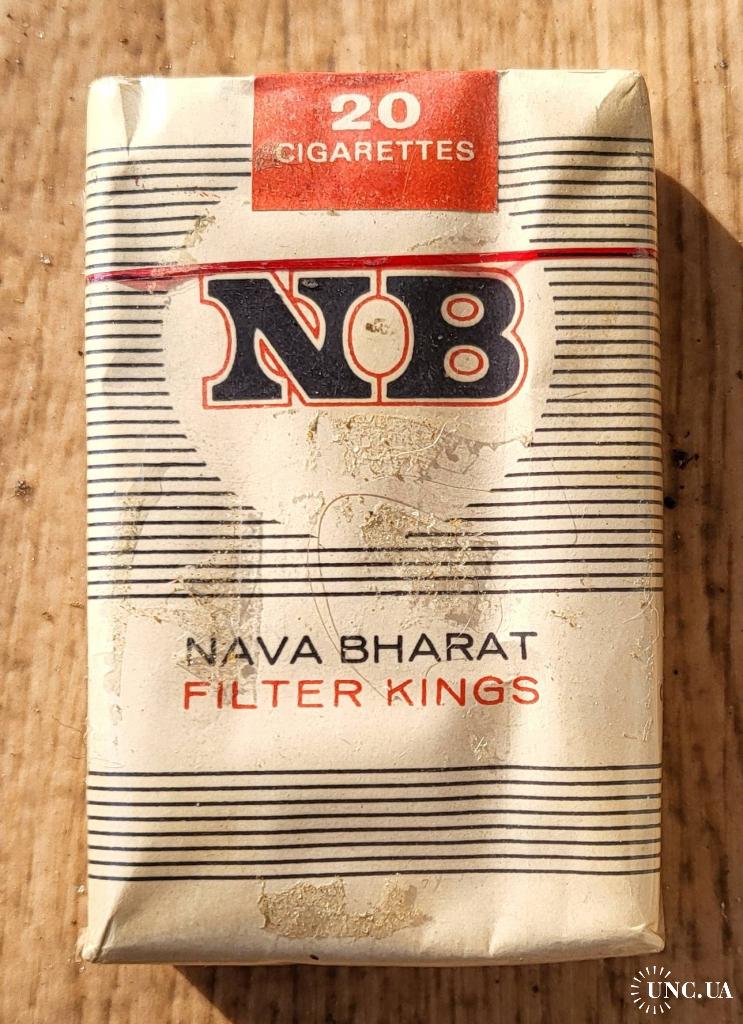 20
CIGARETTES
NB
NAVA BHARAT
FILTER KINGS
UNC.UA